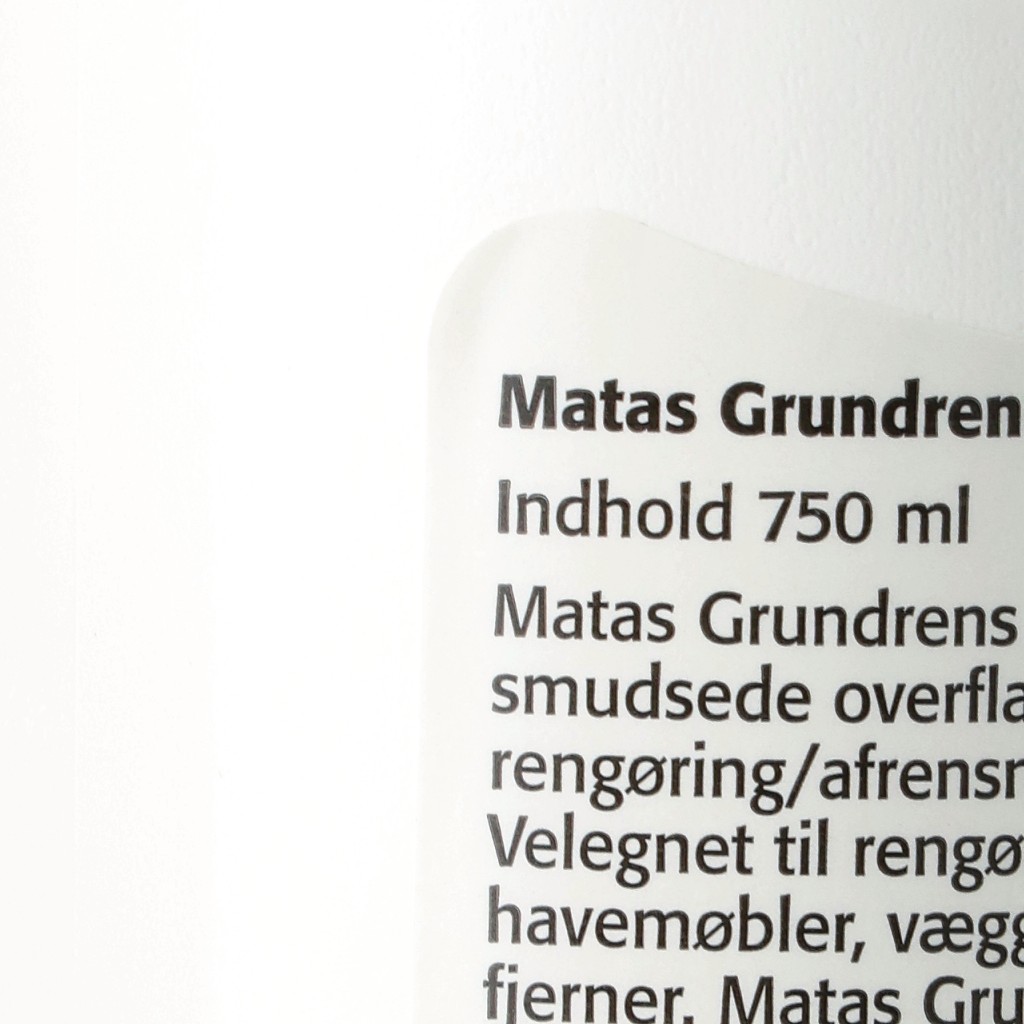 Matas Grundren
Indhold 750 ml
Matas Grundrens
smudsede overfla
rengøring/afrensn
Velegnet til rengø
havemøbler, vægg
fjerner. Matas Gru